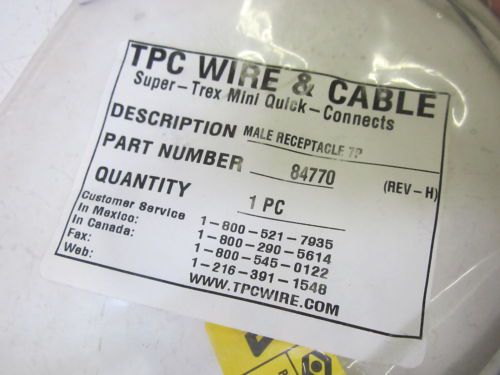 TPC WIRE & CABLE
Super-Trex Mini Quick-Connects
DESCRIPTION MALE RECEPTACLE 7P
PART NUMBER 84770 (REV-H)
QUANTITY 1 PC
Customer Service 1-800-521-7935
In Mexico: 1-800-290-5614
In Canada: 1-800-545-0122
Fax: 1-216-391-1548
Web: WWW.TPCWIRE.COM